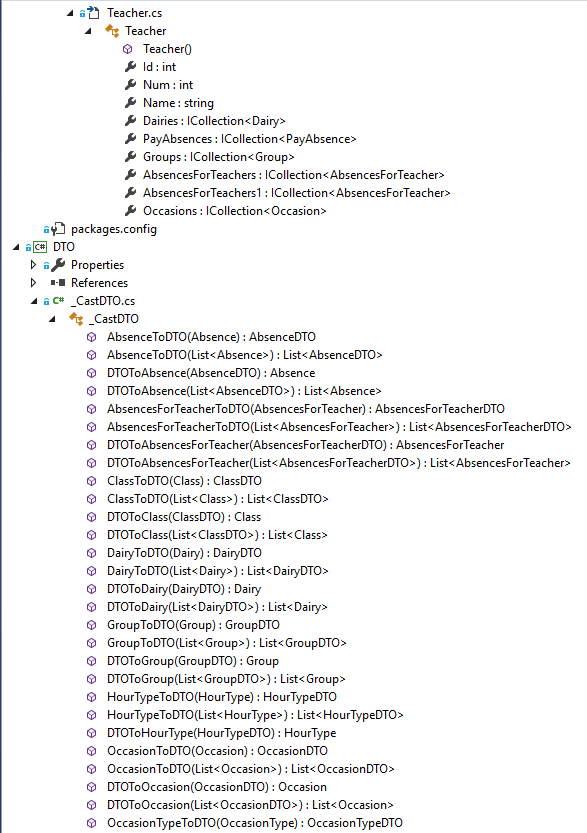 Teacher.cs
Teacher
Teacher()
Id : int
Num : int
Name : string
Dairies : ICollection<Dairy>
PayAbsences : ICollection<PayAbsence>
Groups : ICollection<Group>
AbsencesForTeachers : ICollection<AbsencesForTeacher>
AbsencesForTeachers1 : ICollection<AbsencesForTeacher>
Occasions : ICollection<Occasion>
packages.config
C# DTO
Properties
References
C# _CastDTO.cs
_CastDTO
AbsenceToDTO(Absence) : AbsenceDTO
AbsenceToDTO(List<Absence>) : List<AbsenceDTO>
DTOToAbsence(AbsenceDTO) : Absence
DTOToAbsence(List<AbsenceDTO>) : List<Absence>
AbsencesForTeacherToDTO(AbsencesForTeacher) : AbsencesForTeacherDTO
AbsencesForTeacherToDTO(List<AbsencesForTeacher>) : List<AbsencesForTeacherDTO>
DTOToAbsencesForTeacher(AbsencesForTeacherDTO) : AbsencesForTeacher
DTOToAbsencesForTeacher(List<AbsencesForTeacherDTO>) : List<AbsencesForTeacher>
ClassToDTO(Class) : ClassDTO
ClassToDTO(List<Class>) : List<ClassDTO>
DTOToClass(ClassDTO) : Class
DTOToClass(List<ClassDTO>) : List<Class>
DairyToDTO(Dairy) : DairyDTO
DairyToDTO(List<Dairy>) : List<DairyDTO>
DTOToDairy(DairyDTO) : Dairy
DTOToDairy(List<DairyDTO>) : List<Dairy>
GroupToDTO(Group) : GroupDTO
GroupToDTO(List<Group>) : List<GroupDTO>
DTOToGroup(GroupDTO) : Group
DTOToGroup(List<GroupDTO>) : List<Group>
HourTypeToDTO(HourType) : HourTypeDTO
HourTypeToDTO(List<HourType>) : List<HourTypeDTO>
DTOToHourType(HourTypeDTO) : HourType
OccasionToDTO(Occasion) : OccasionDTO
OccasionToDTO(List<Occasion>) : List<OccasionDTO>
DTOToOccasion(OccasionDTO) : Occasion
DTOToOccasion(List<OccasionDTO>) : List<Occasion>
OccasionTypeToDTO(OccasionType) : OccasionTypeDTO